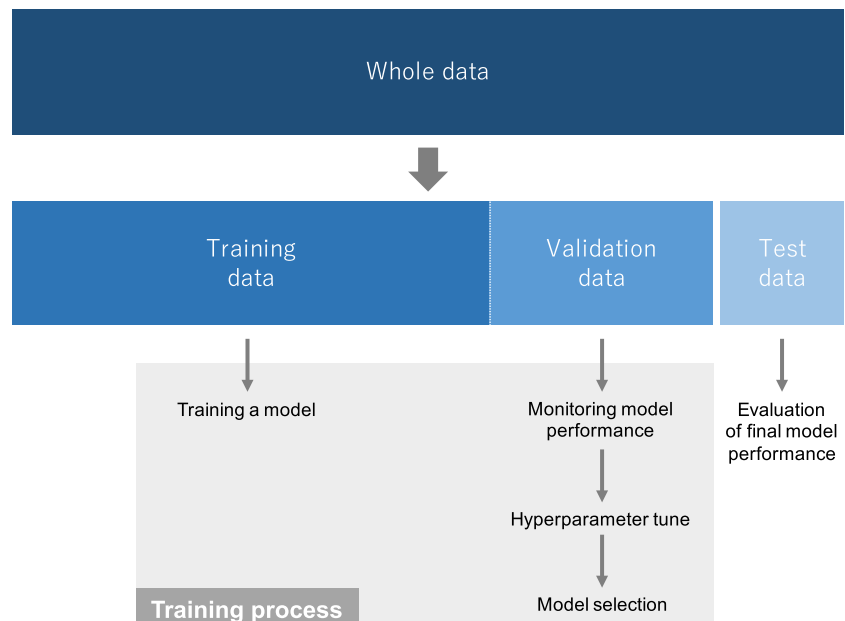 Whole data
Training
data
Validation
data
Test
data
Training a model
Monitoring model
performance
Evaluation
of final model
performance
Hyperparameter tune
Model selection
Training process